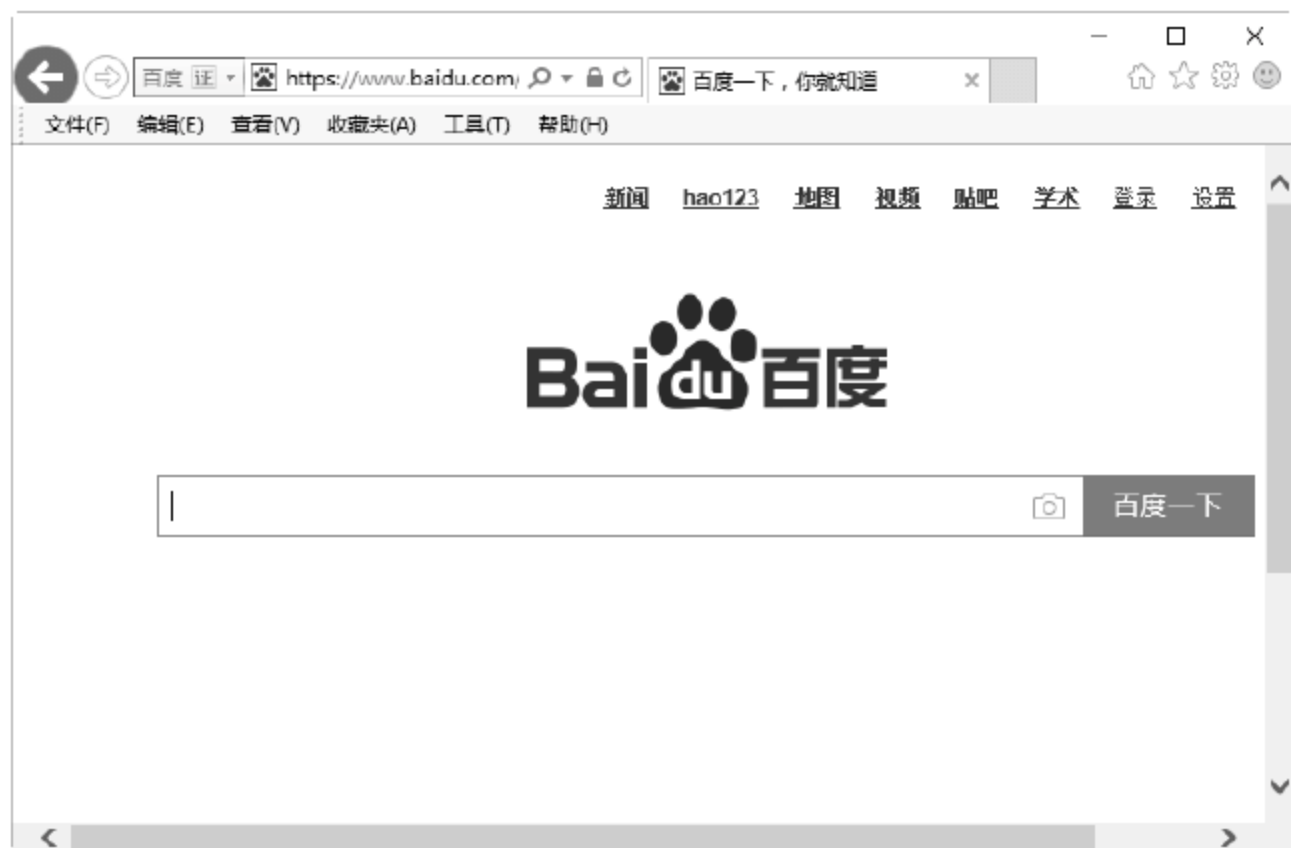 百度 证 https://www.baidu.com/ 百度一下，你就知道
文件(F) 编辑(E) 查看(V) 收藏夹(A) 工具(T) 帮助(H)
新闻 hao123 地图 视频 贴吧 学术 登录 设置
Bai du 百度
百度一下